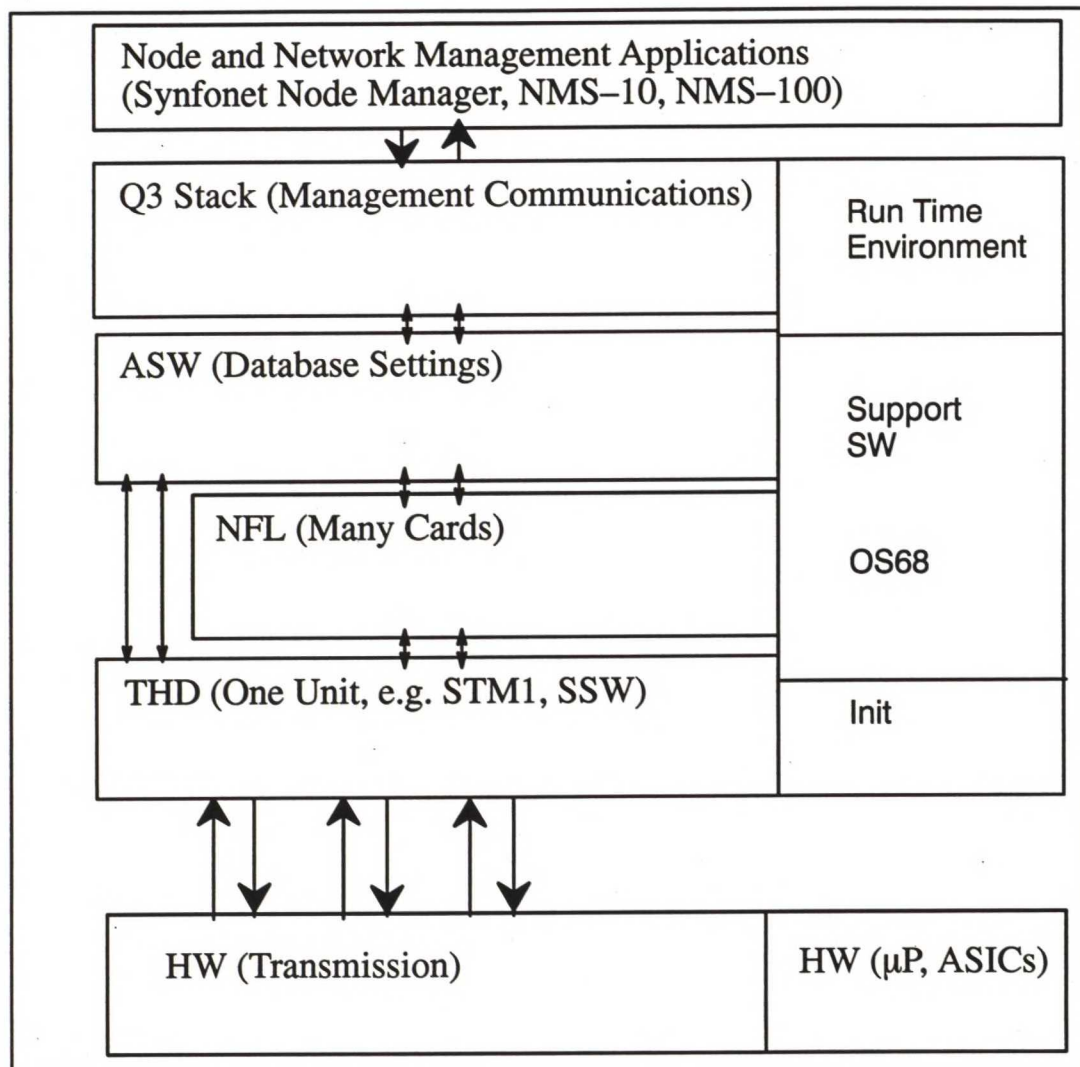 Node and Network Management Applications
(Synfonet Node Manager, NMS–10, NMS–100)
Q3 Stack (Management Communications)
Run Time
Environment
ASW (Database Settings)
Support
SW
NFL (Many Cards)
OS68
THD (One Unit, e.g. STM1, SSW)
Init
HW (Transmission)
HW (μP, ASICs)